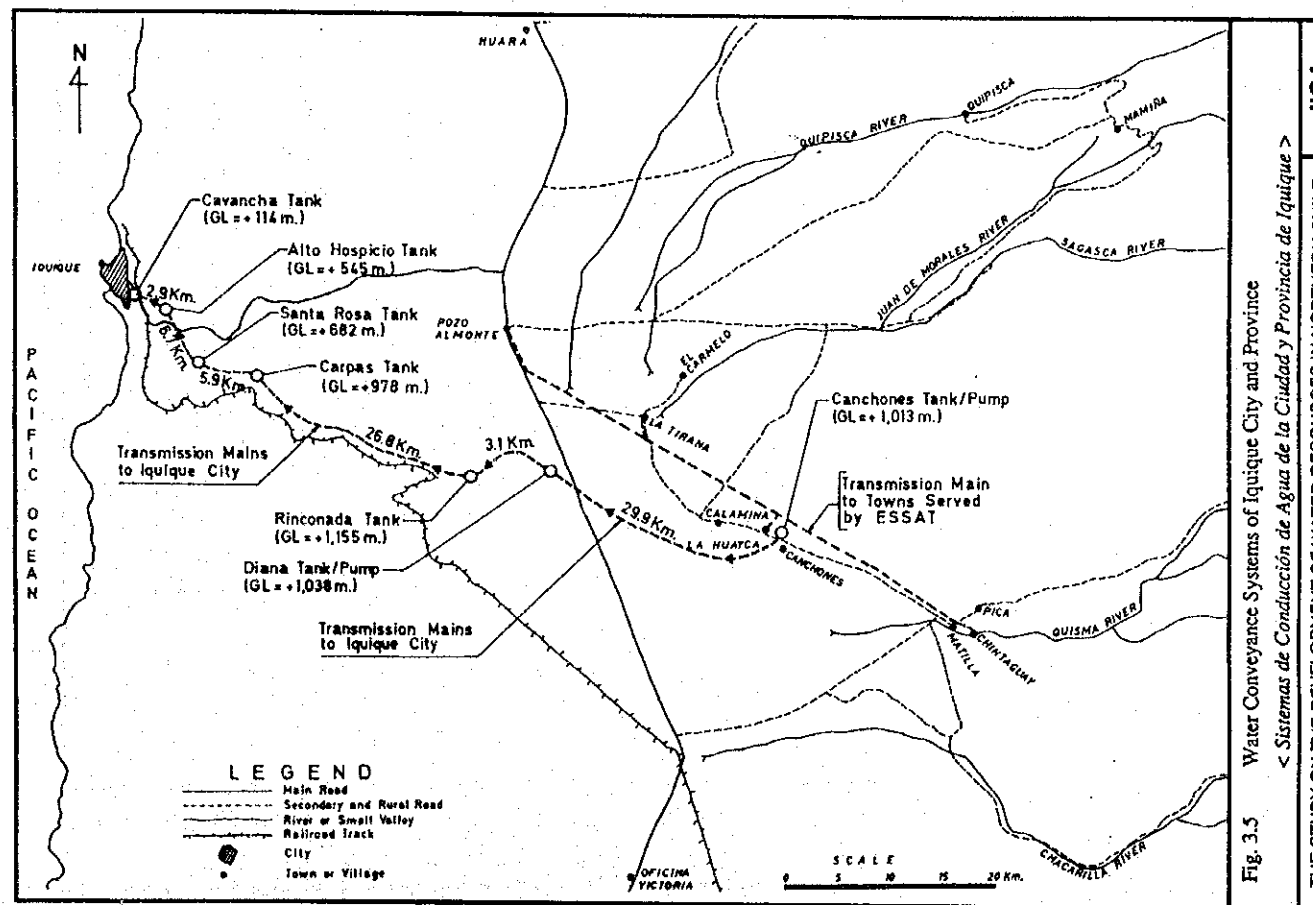 N
HUARA
QUIPISCA
QUIPISCA RIVER
MAMIÑA
Cavancha Tank
(GL = + 114 m.)
Alto Hospicio Tank
(GL = + 545 m.)
IQUIQUE
2.9 Km.
JUAN DE MORALES RIVER
SAGASCA RIVER
Santa Rosa Tank
(GL = + 682 m.)
POZO
ALMONTE
5.9 Km.
Carpas Tank
(GL = +978 m.)
EL
CARMELO
Canchones Tank/Pump
(GL = + 1,013 m.)
LA TIRANA
PACIFIC OCEAN
Transmission Mains
to Iquique City
26.8 Km.
3.1 Km.
Transmission Main
to Towns Served
by ESSAT
Rinconada Tank
(GL = +1,155 m.)
29.9 Km.
CALAMINA
LA HUAYCA
CANCHONES
Diana Tank/Pump
(GL = +1,038 m.)
Transmission Mains
to Iquique City
PICA
MATILLA
CHINTAGUAY
QUISMA RIVER
CHACARILLA RIVER
LEGEND
Main Road
Secondary and Rural Road
River or Small Valley
Railroad Track
City
Town or Village
OFICINA
VICTORIA
SCALE
0 5 10 15 20 Km.
Fig. 3.5 Water Conveyance Systems of Iquique City and Province
< Sistemas de Conducción de Agua de la Ciudad y Provincia de Iquique >